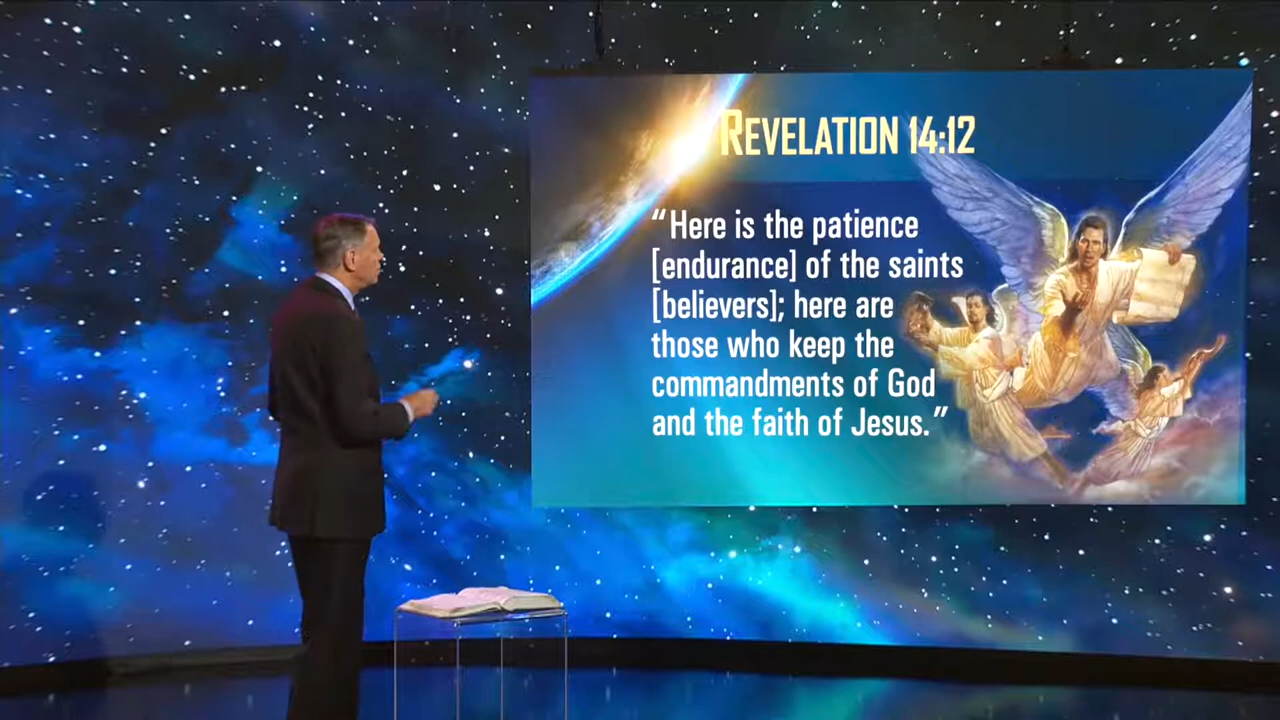 REVELATION 14:12
“Here is the patience
[endurance] of the saints
[believers]; here are
those who keep the
commandments of God
and the faith of Jesus.”